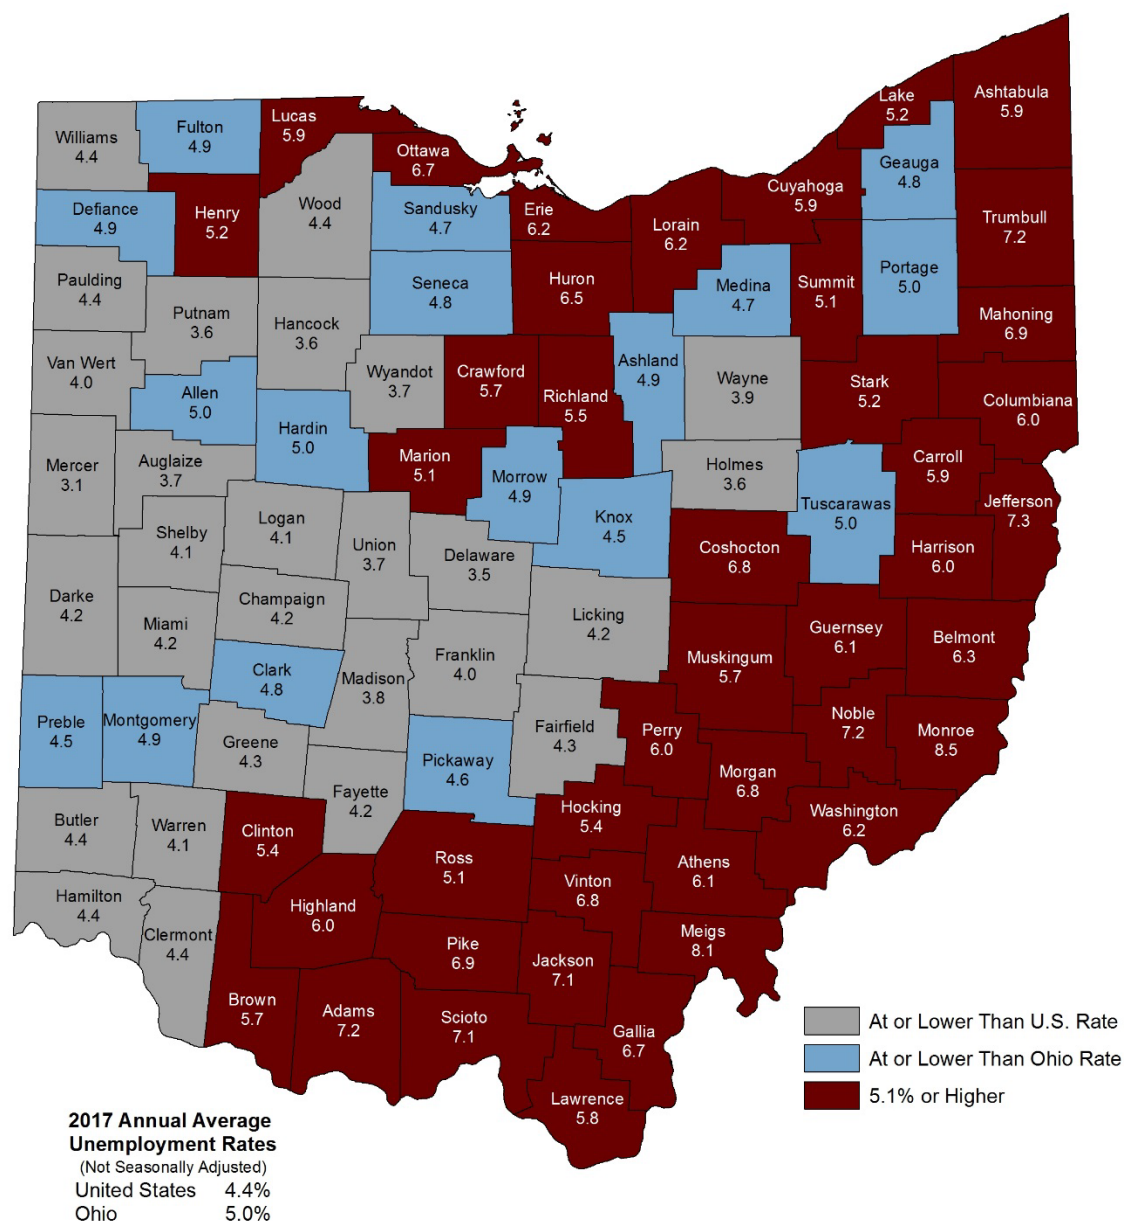 Lake
5.2
Ashtabula
5.9
Lucas
5.9
Fulton
4.9
Williams
4.4
Ottawa
6.7
Geauga
4.8
Cuyahoga
5.9
Wood
4.4
Sandusky
4.7
Erie
6.2
Henry
5.2
Defiance
4.9
Lorain
6.2
Trumbull
7.2
Paulding
4.4
Seneca
4.8
Huron
6.5
Medina
4.7
Summit
5.1
Portage
5.0
Putnam
3.6
Hancock
3.6
Mahoning
6.9
Van Wert
4.0
Allen
5.0
Wyandot
3.7
Crawford
5.7
Richland
5.5
Ashland
4.9
Wayne
3.9
Stark
5.2
Columbiana
6.0
Hardin
5.0
Mercer
3.1
Auglaize
3.7
Marion
5.1
Morrow
4.9
Holmes
3.6
Carroll
5.9
Tuscarawas
5.0
Jefferson
7.3
Knox
4.5
Logan
4.1
Shelby
4.1
Union
3.7
Delaware
3.5
Coshocton
6.8
Harrison
6.0
Darke
4.2
Champaign
4.2
Miami
4.2
Licking
4.2
Guernsey
6.1
Belmont
6.3
Franklin
4.0
Muskingum
5.7
Clark
4.8
Madison
3.8
Preble
4.5
Montgomery
4.9
Greene
4.3
Fairfield
4.3
Perry
6.0
Noble
7.2
Monroe
8.5
Pickaway
4.6
Morgan
6.8
Fayette
4.2
Hocking
5.4
Washington
6.2
Butler
4.4
Warren
4.1
Clinton
5.4
Ross
5.1
Athens
6.1
Vinton
6.8
Hamilton
4.4
Highland
6.0
Clermont
4.4
Meigs
8.1
Pike
6.9
Jackson
7.1
Brown
5.7
Adams
7.2
Scioto
7.1
Gallia
6.7
Lawrence
5.8
At or Lower Than U.S. Rate
At or Lower Than Ohio Rate
5.1% or Higher
2017 Annual Average
Unemployment Rates
(Not Seasonally Adjusted)
United States 4.4%
Ohio 5.0%